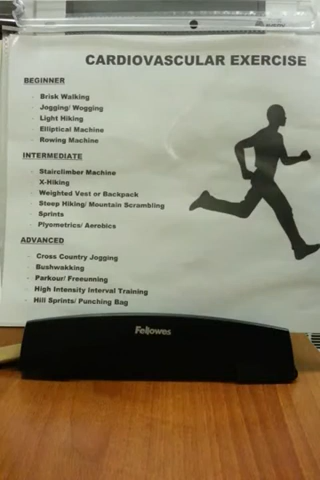 CARDIOVASCULAR EXERCISE
BEGINNER
Brisk Walking
Jogging/ Wogging
Light Hiking
Elliptical Machine
Rowing Machine
INTERMEDIATE
Stairclimber Machine
X-Hiking
Weighted Vest or Backpack
Steep Hiking/ Mountain Scrambling
Sprints
Plyometrics/ Aerobics
ADVANCED
Cross Country Jogging
Bushwakking
Parkour/ Freeunning
High Intensity Interval Training
Hill Sprints/ Punching Bag
Fellowes